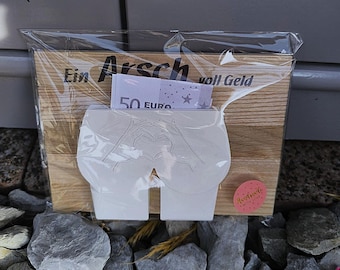 Ein Arsch voll Geld
50 EURO